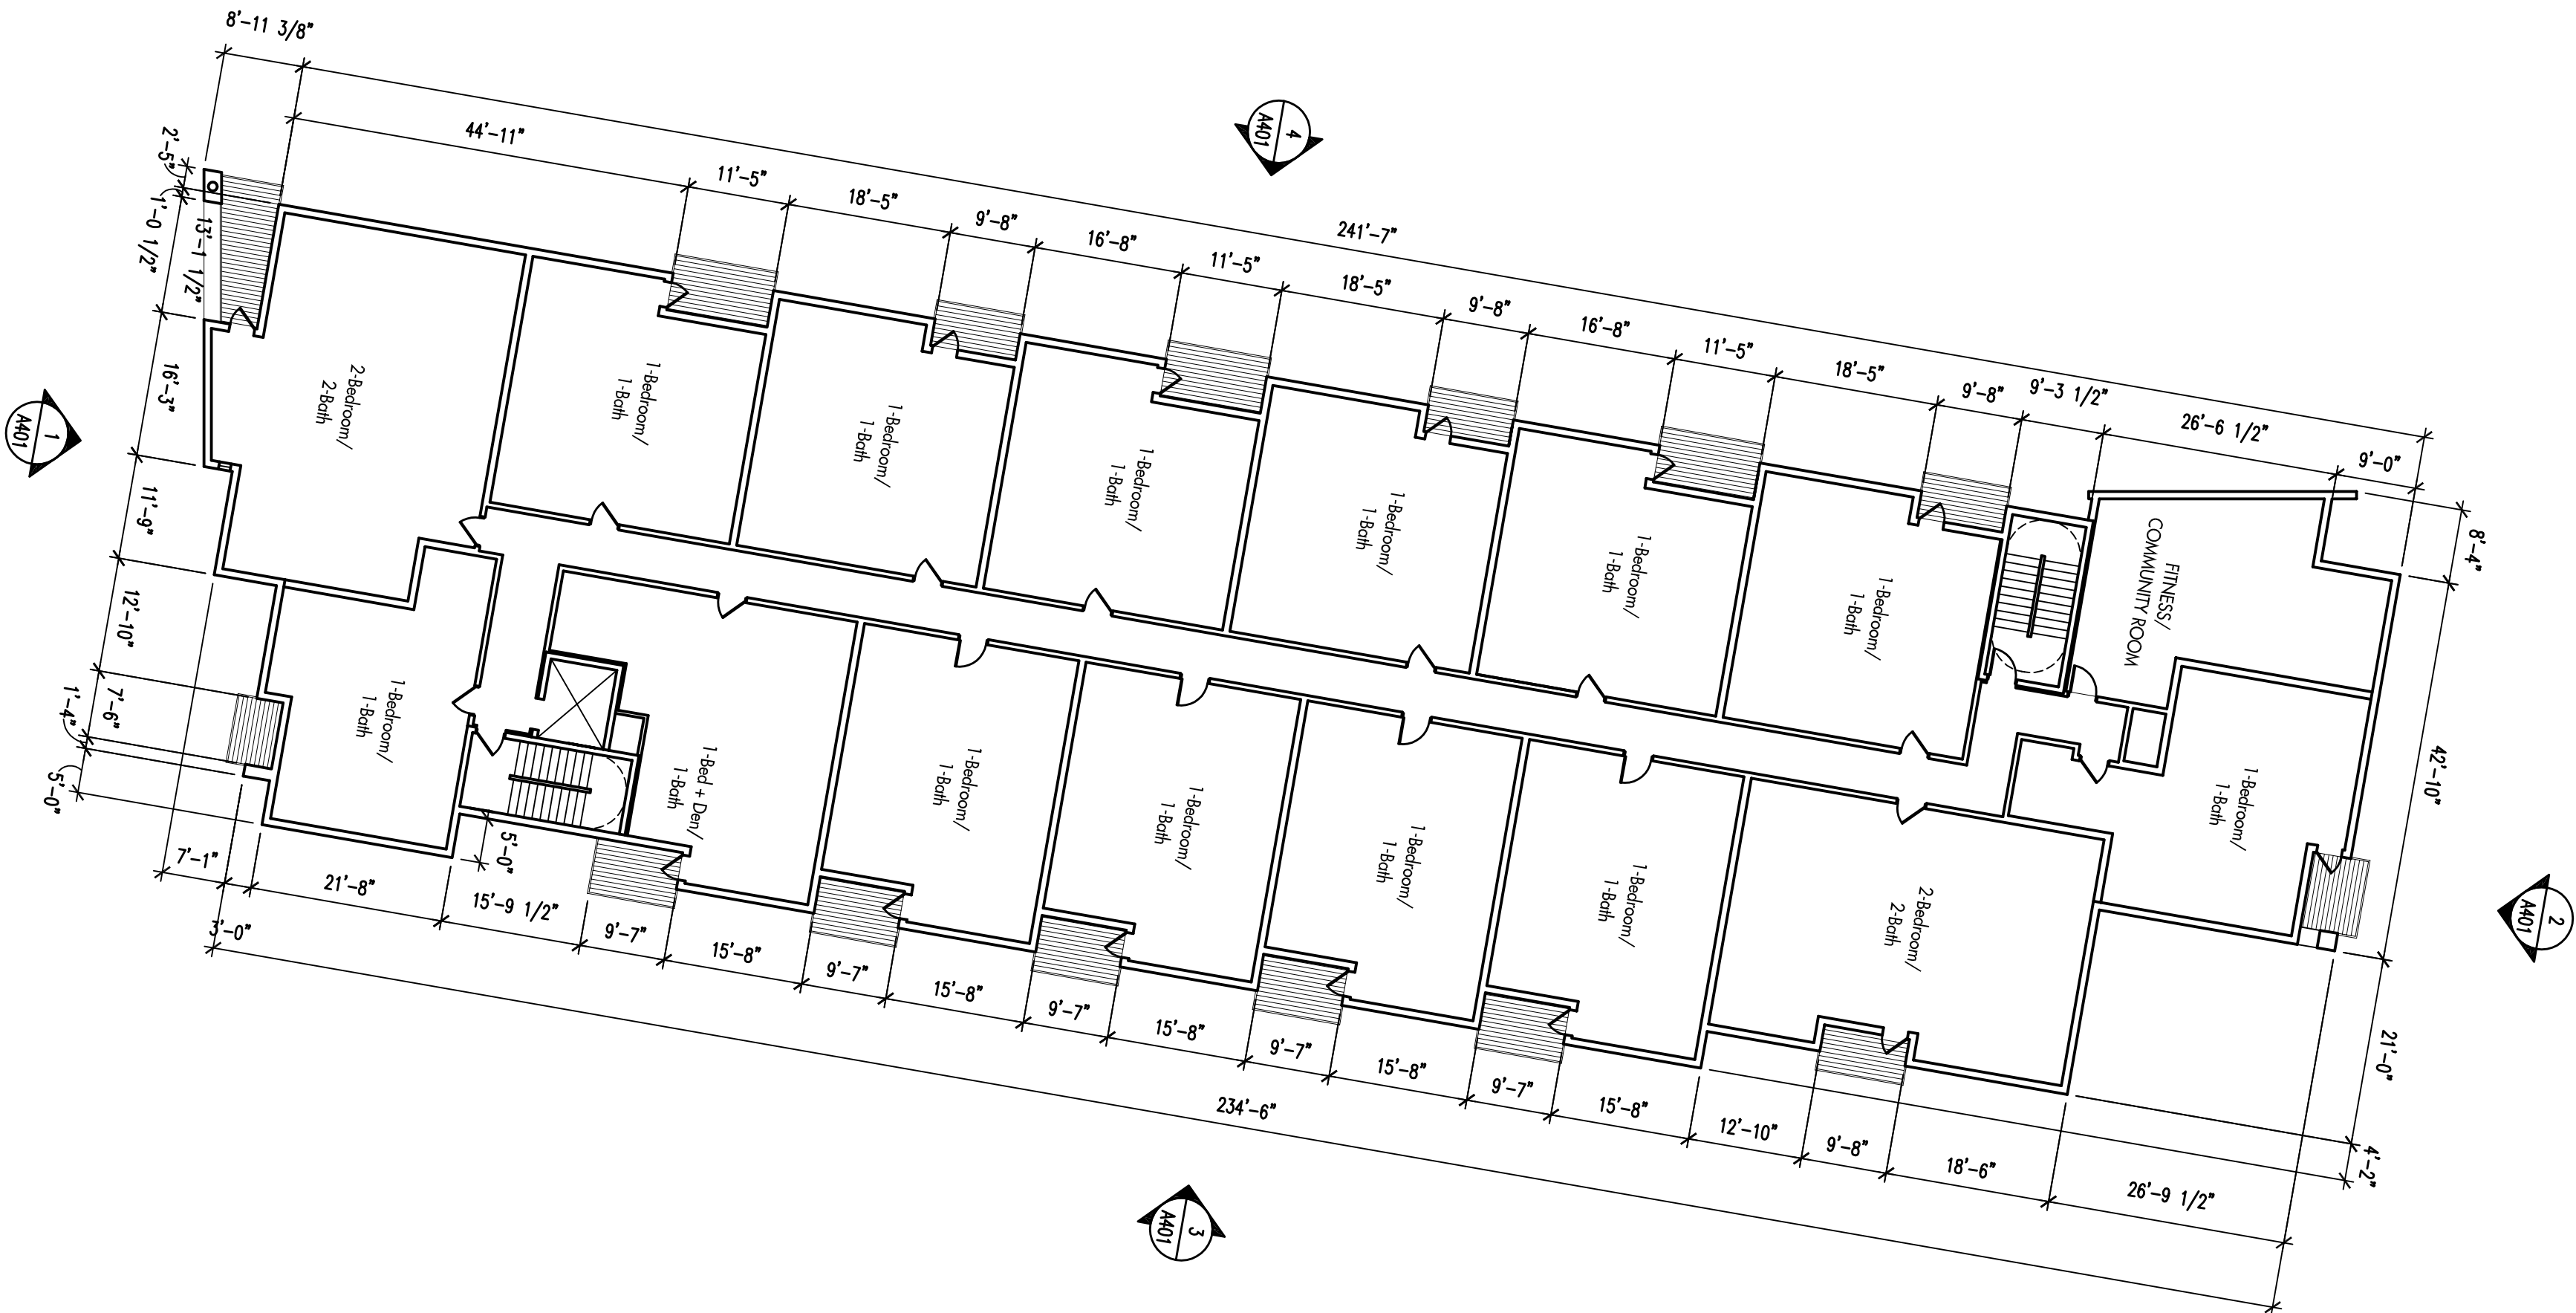 8'-11 3/8"
44'-11"
11'-5"
18'-5"
9'-8"
16'-8"
11'-5"
241'-7"
18'-5"
9'-8"
16'-8"
11'-5"
18'-5"
9'-8"
9'-3 1/2"
26'-6 1/2"
9'-0"
8'-4"
42'-10"
21'-0"
4'-2"
2'-5"
1'-0 1/2"
13'-1 1/2"
16'-3"
11'-9"
12'-10"
7'-6"
1'-4"
5'-0"
4
A401
1
A401
2
A401
3
A401
2-Bedroom/
2-Bath
1-Bedroom/
1-Bath
1-Bedroom/
1-Bath
1-Bedroom/
1-Bath
1-Bedroom/
1-Bath
1-Bedroom/
1-Bath
1-Bedroom/
1-Bath
FITNESS/
COMMUNITY ROOM
1-Bedroom/
1-Bath
1-Bedroom/
1-Bath
1-Bed + Den/
1-Bath
1-Bedroom/
1-Bath
1-Bedroom/
1-Bath
1-Bedroom/
1-Bath
1-Bedroom/
1-Bath
2-Bedroom/
2-Bath
5'-0"
7'-1"
3'-0"
21'-8"
15'-9 1/2"
9'-7"
15'-8"
9'-7"
15'-8"
9'-7"
15'-8"
9'-7"
15'-8"
9'-7"
15'-8"
12'-10"
9'-8"
18'-6"
26'-9 1/2"
234'-6"